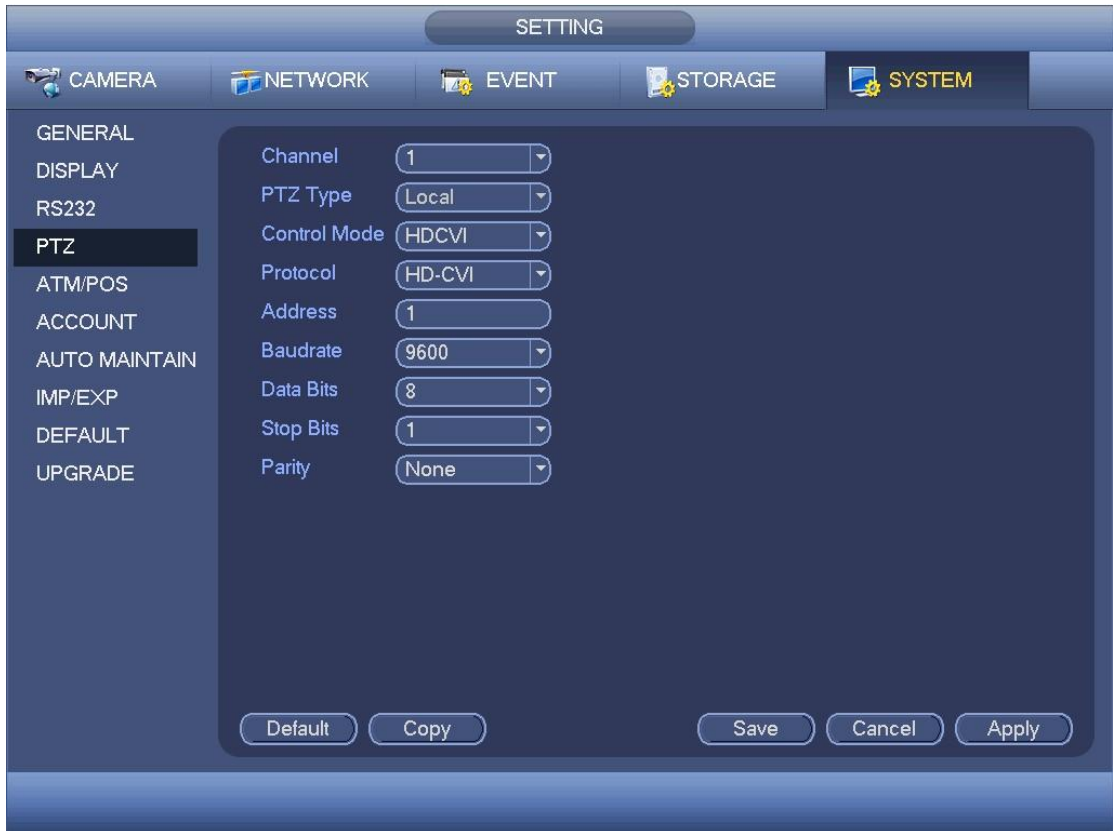 SETTING
CAMERA NETWORK EVENT STORAGE SYSTEM
GENERAL
DISPLAY
RS232
PTZ
ATM/POS
ACCOUNT
AUTO MAINTAIN
IMP/EXP
DEFAULT
UPGRADE
Channel 1
PTZ Type Local
Control Mode HDCVI
Protocol HD-CVI
Address 1
Baudrate 9600
Data Bits 8
Stop Bits 1
Parity None
Default Copy Save Cancel Apply